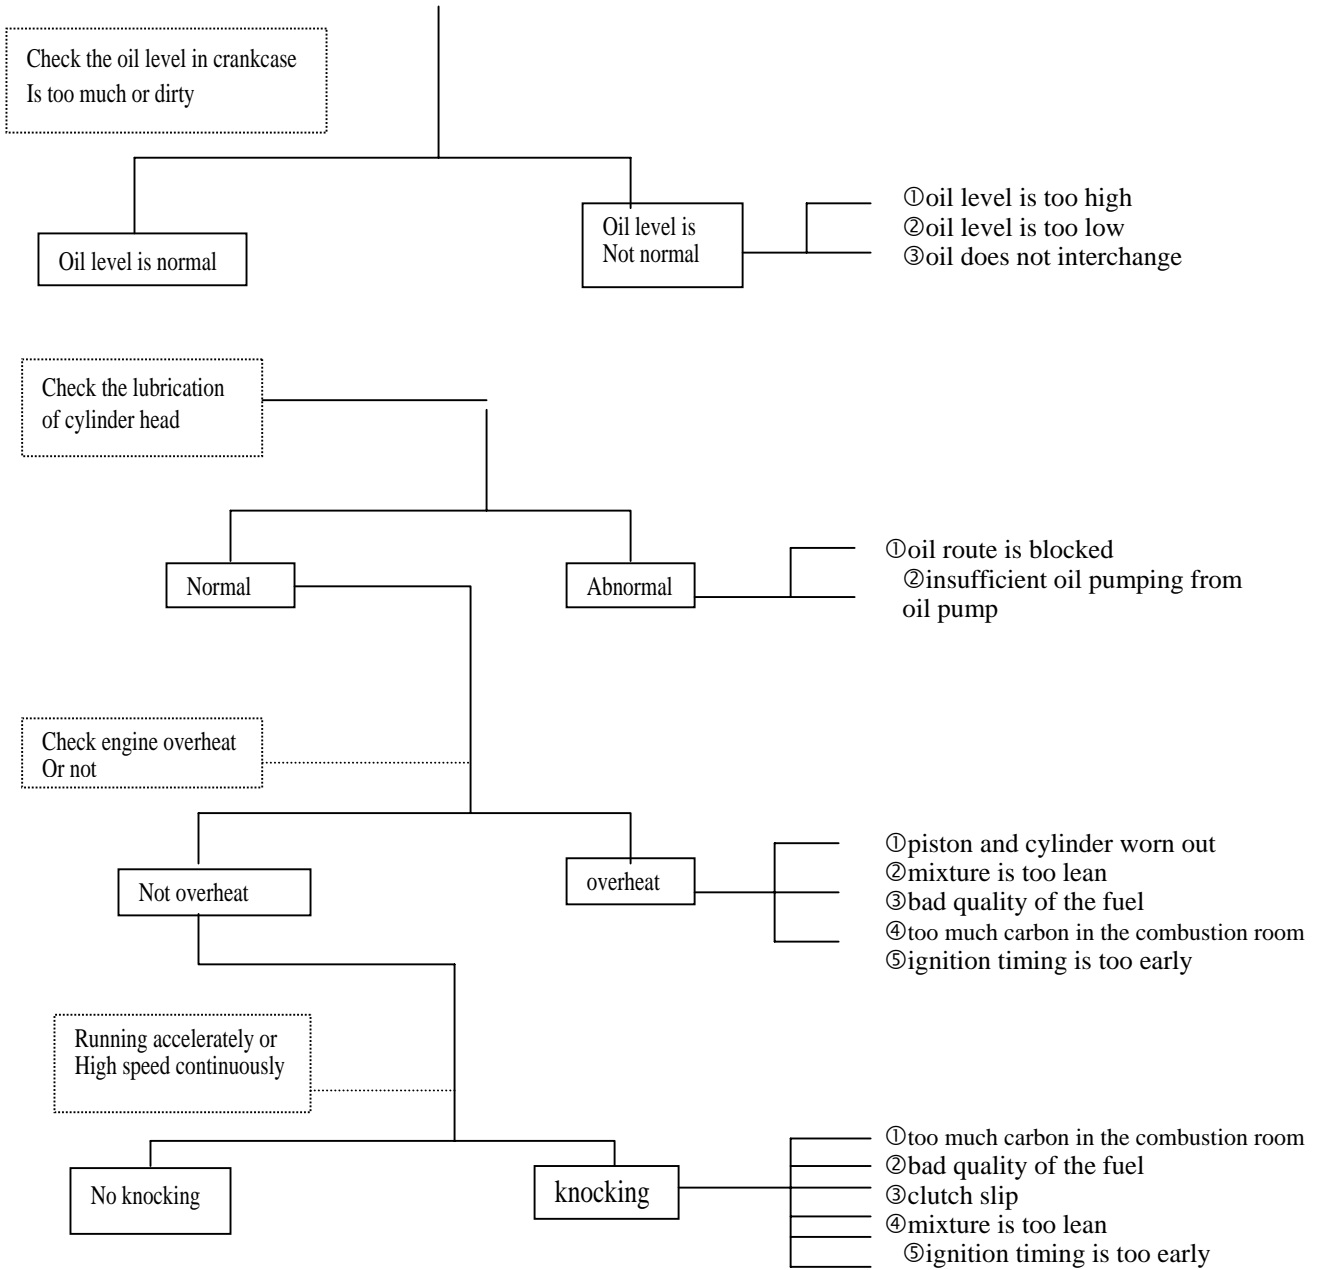 Check the oil level in crankcase
Is too much or dirty
Oil level is normal
Oil level is
Not normal
①oil level is too high
②oil level is too low
③oil does not interchange
Check the lubrication
of cylinder head
Normal
Abnormal
①oil route is blocked
②insufficient oil pumping from
oil pump
Check engine overheat
Or not
Not overheat
overheat
①piston and cylinder worn out
②mixture is too lean
③bad quality of the fuel
④too much carbon in the combustion room
⑤ignition timing is too early
Running accelerately or
High speed continuously
No knocking
knocking
①too much carbon in the combustion room
②bad quality of the fuel
③clutch slip
④mixture is too lean
⑤ignition timing is too early